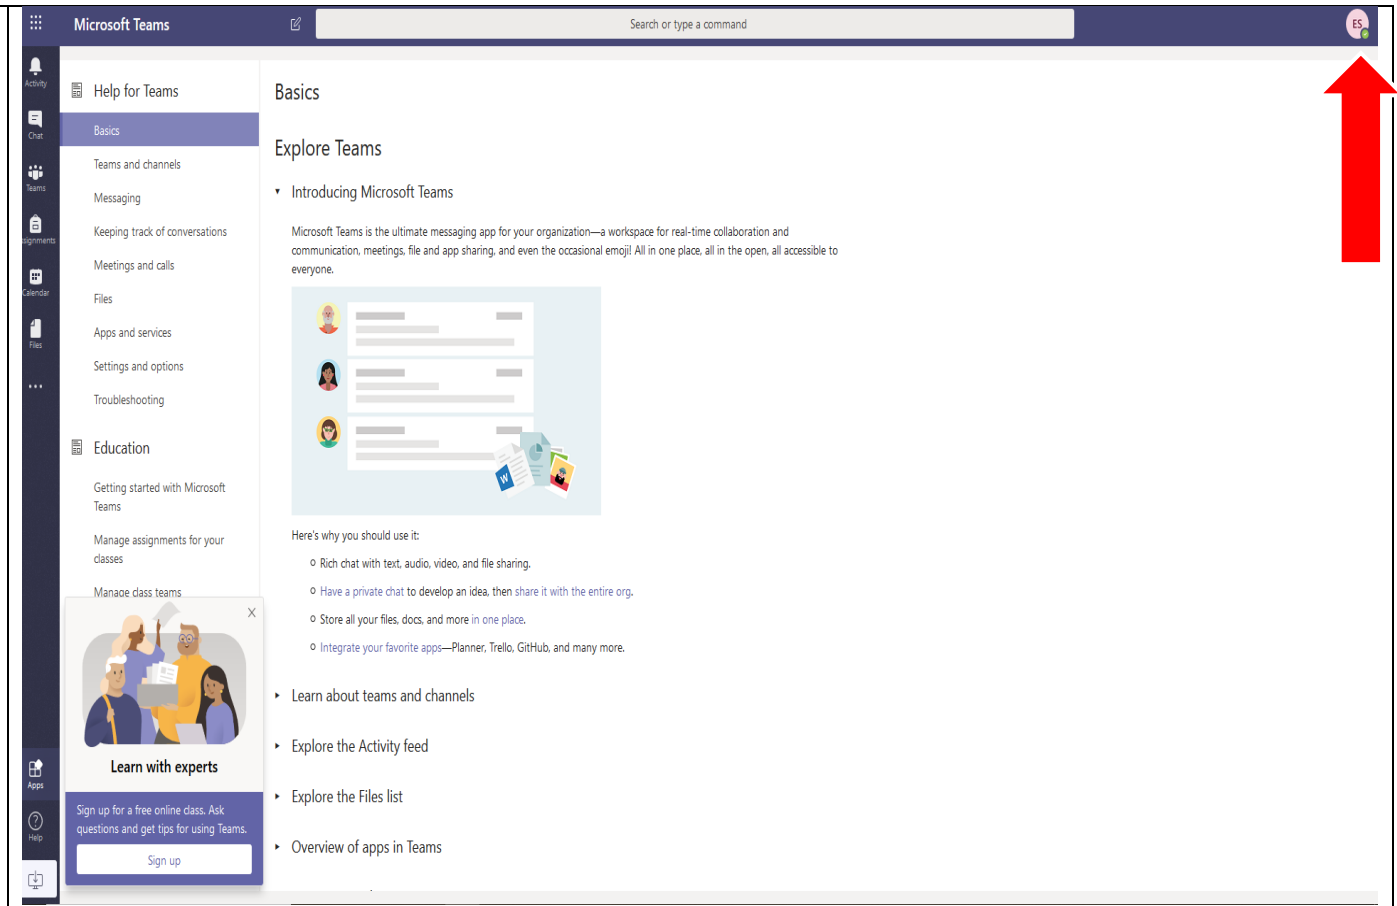 Microsoft Teams
Search or type a command
ES
Activity
Chat
Teams
ssignments
Calendar
Files
Apps
Help
Help for Teams
Basics
Teams and channels
Messaging
Keeping track of conversations
Meetings and calls
Files
Apps and services
Settings and options
Troubleshooting
Education
Getting started with Microsoft
Teams
Manage assignments for your
classes
Manage class teams
X
Learn with experts
Sign up for a free online class. Ask
questions and get tips for using Teams.
Sign up
Basics
Explore Teams
Introducing Microsoft Teams
Microsoft Teams is the ultimate messaging app for your organization—a workspace for real-time collaboration and
communication, meetings, file and app sharing, and even the occasional emoji! All in one place, all in the open, all accessible to
everyone.
W
Here's why you should use it:
Rich chat with text, audio, video, and file sharing.
Have a private chat to develop an idea, then share it with the entire org.
Store all your files, docs, and more in one place.
Integrate your favorite apps—Planner, Trello, GitHub, and many more.
Learn about teams and channels
Explore the Activity feed
Explore the Files list
Overview of apps in Teams